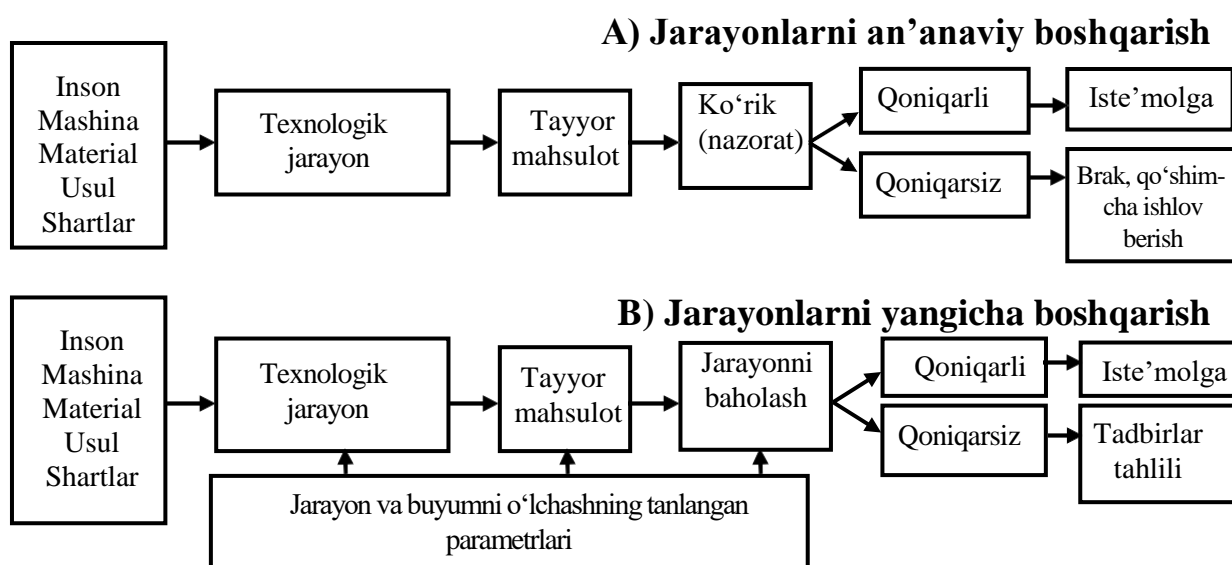 A) Jarayonlarni an’anaviy boshqarish
Inson
Mashina
Material
Usul
Shartlar
Texnologik
jarayon
Tayyor
mahsulot
Ko‘rik
(nazorat)
Qoniqarli
Iste’molga
Qoniqarsiz
Brak, qo‘shim-
cha ishlov
berish
B) Jarayonlarni yangicha boshqarish
Inson
Mashina
Material
Usul
Shartlar
Texnologik
jarayon
Tayyor
mahsulot
Jarayonni
baholash
Qoniqarli
Iste’molga
Qoniqarsiz
Tadbirlar
tahlili
Jarayon va buyumni o‘lchashning tanlangan
parametrlari